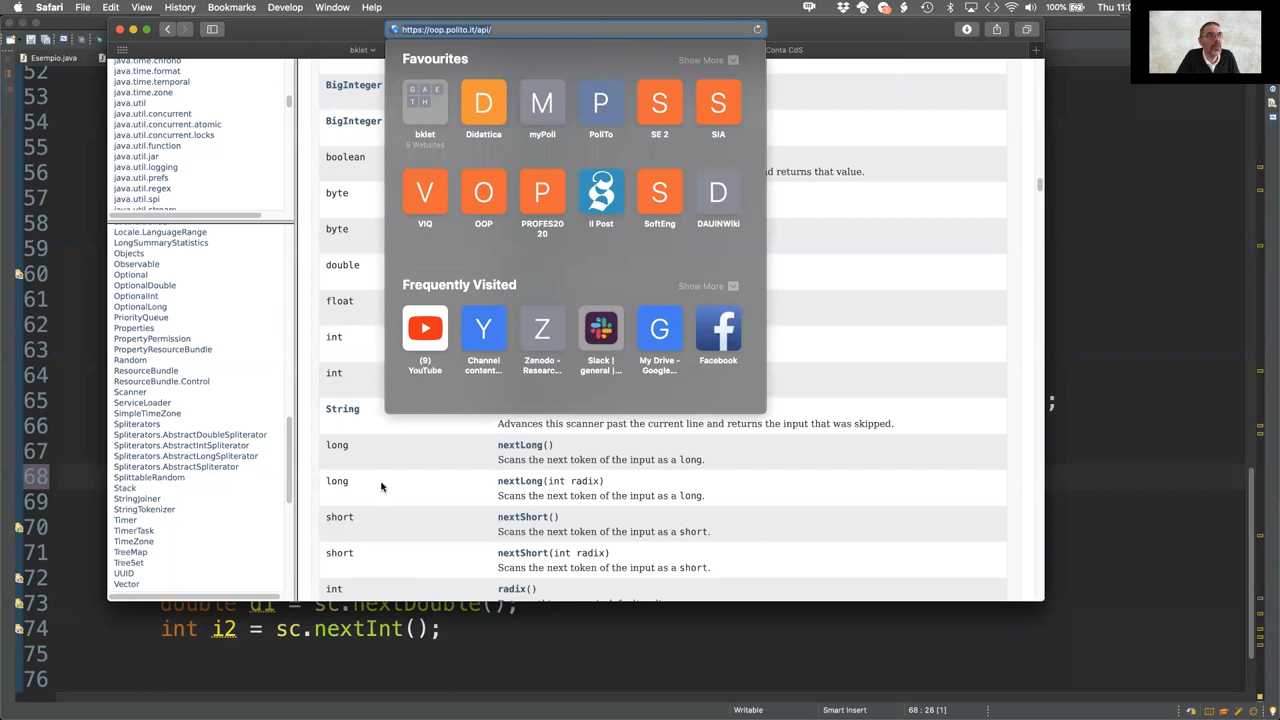 Safari File Edit View History Bookmarks Develop Window Help
Thu 11:0
https://oop.polito.it/api/
Esempio.java
bklet
Conta CdS
java.time.chrono
java.time.format
java.time.temporal
java.time.zone
java.util
java.util.concurrent
java.util.concurrent.atomic
java.util.concurrent.locks
java.util.function
java.util.jar
java.util.logging
java.util.prefs
java.util.regex
java.util.spi
java.util.stream
Locale.LanguageRange
LongSummaryStatistics
Objects
Observable
Optional
OptionalDouble
OptionalInt
OptionalLong
PriorityQueue
Properties
PropertyPermission
PropertyResourceBundle
Random
ResourceBundle
ResourceBundle.Control
Scanner
ServiceLoader
SimpleTimeZone
Spliterators
Spliterators.AbstractDoubleSpliterator
Spliterators.AbstractIntSpliterator
Spliterators.AbstractLongSpliterator
Spliterators.AbstractSpliterator
SplittableRandom
Stack
StringJoiner
StringTokenizer
Timer
TimerTask
TimeZone
TreeMap
TreeSet
UUID
Vector
BigInteger
BigInteger
boolean
nd returns that value.
byte
byte
double
float
int
int
String
Advances this scanner past the current line and returns the input that was skipped.
long nextLong()
Scans the next token of the input as a long.
long nextLong(int radix)
Scans the next token of the input as a long.
short nextShort()
Scans the next token of the input as a short.
short nextShort(int radix)
Scans the next token of the input as a short.
int radix()
Favourites Show More
G A E
T H
D M P S S
bklet Didattica myPoli PoliTo SE 2 SIA
5 Websites
V O P S D
VIQ OOP PROFES20 Il Post SoftEng DAUINWiki
20
Frequently Visited Show More
Y Z G
(9) Channel Zenodo - Slack | My Drive - Facebook
YouTube content... Researc... general |... Google...
52
53
54
55
56
57
58
59
60
61
62
63
64
65 ;
66
67
68
69
70
71
72
73 double d1 = sc.nextDouble();
74 int i2 = sc.nextInt();
75
76
Writable Smart Insert 68 : 28 [1]